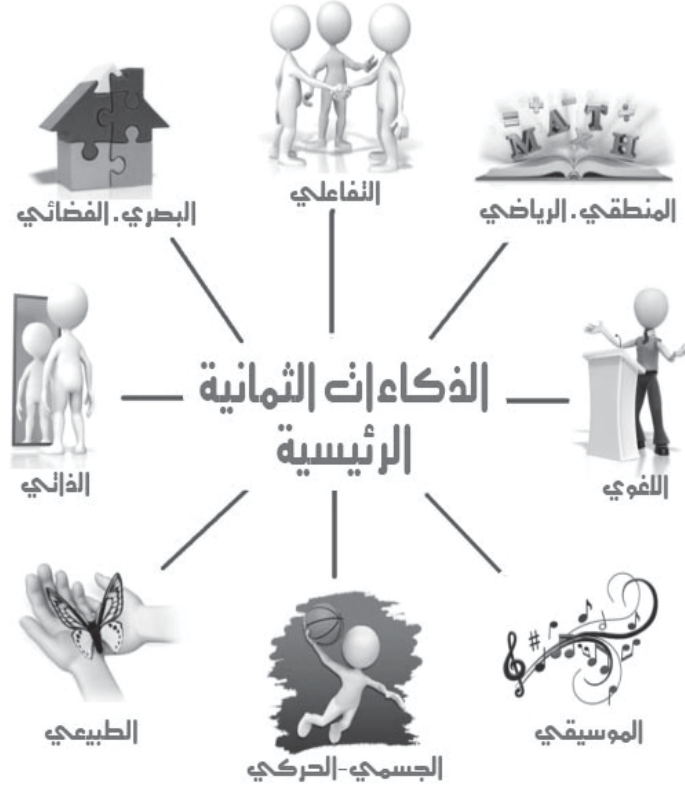 التفاعلي
المنطقي . الرياضي
البصري . الفضائي
MATH
الذكاءات الثمانية
الرئيسية
اللغوي
الذاتي
الموسيقي
الجسمي-الحركي
الطبيعي